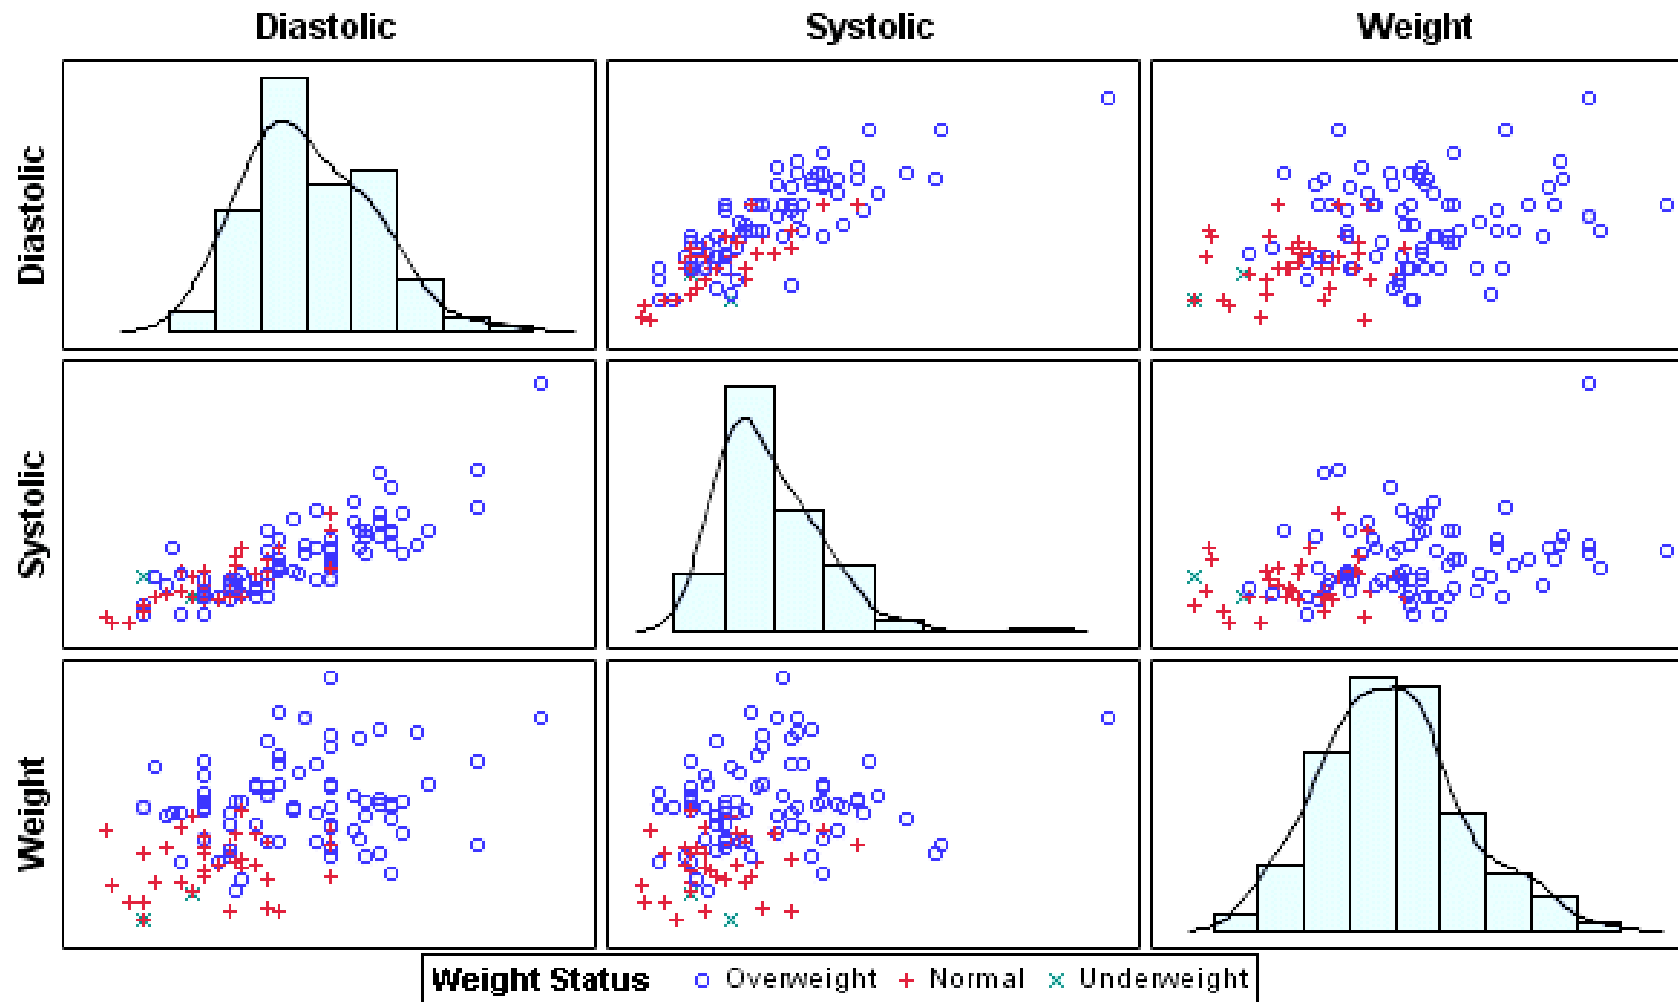 Diastolic Systolic Weight
Diastolic
Systolic
Weight
Weight Status Overweight Normal Underweight